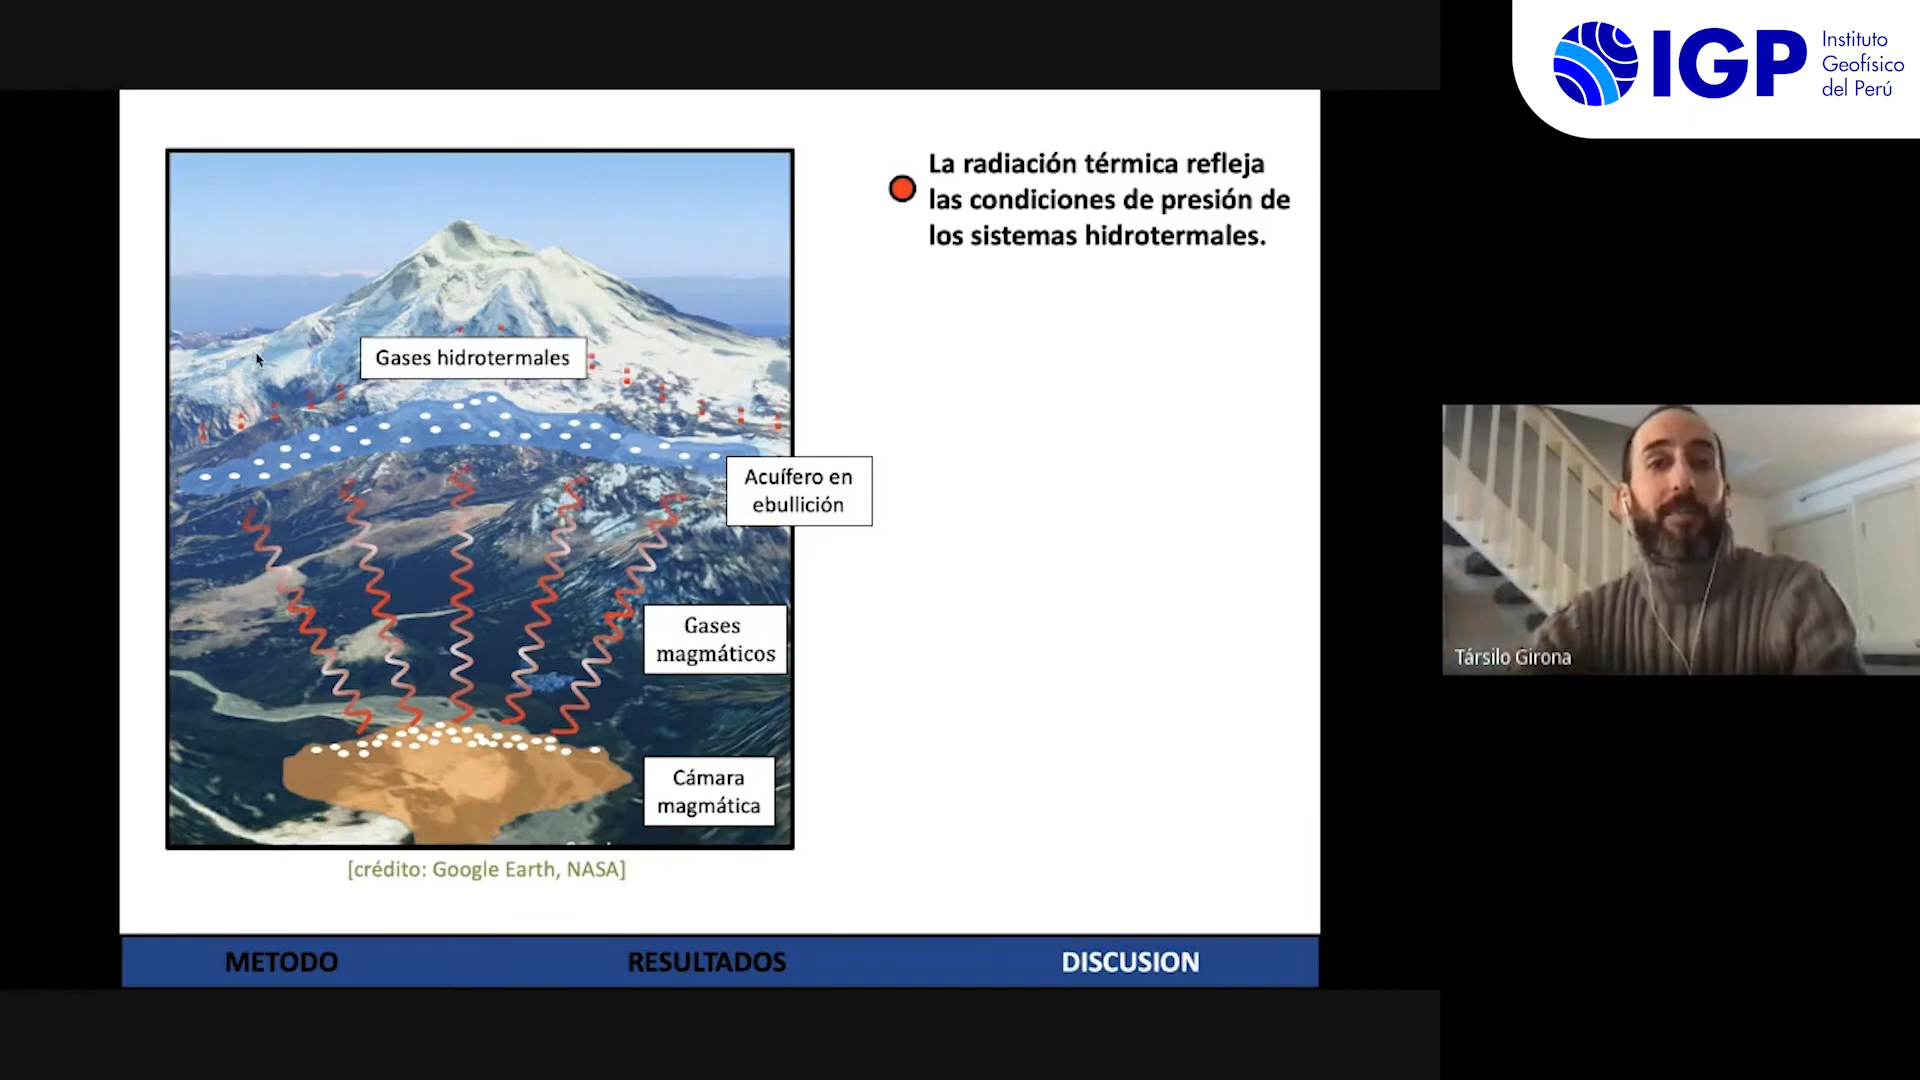 IGP
Instituto
Geofísico
del Perú
La radiación térmica refleja
las condiciones de presión de
los sistemas hidrotermales.
Gases hidrotermales
Acuífero en
ebullición
Gases
magmáticos
Cámara
magmática
[crédito: Google Earth, NASA]
Társilo Girona
METODO
RESULTADOS
DISCUSION